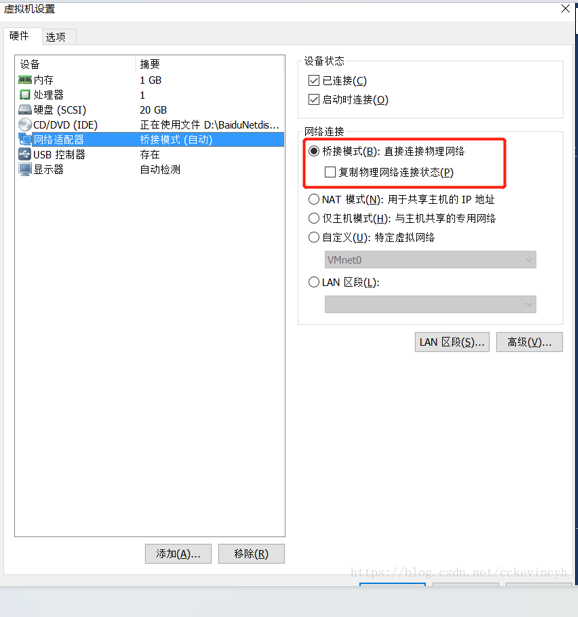 虚拟机设置
硬件 选项
设备 摘要
内存 1 GB
处理器 1
硬盘 (SCSI) 20 GB
CD/DVD (IDE) 正在使用文件 D:\BaiduNetdis...
网络适配器 桥接模式 (自动)
USB 控制器 存在
显示器 自动检测
添加(A)... 移除(R)
设备状态
已连接(C)
启动时连接(O)
网络连接
桥接模式(B): 直接连接物理网络
复制物理网络连接状态(P)
NAT 模式(N): 用于共享主机的 IP 地址
仅主机模式(H): 与主机共享的专用网络
自定义(U): 特定虚拟网络
VMnet0
LAN 区段(L):
LAN 区段(S)... 高级(V)...
https://blog.csdn.net/cckevincyh